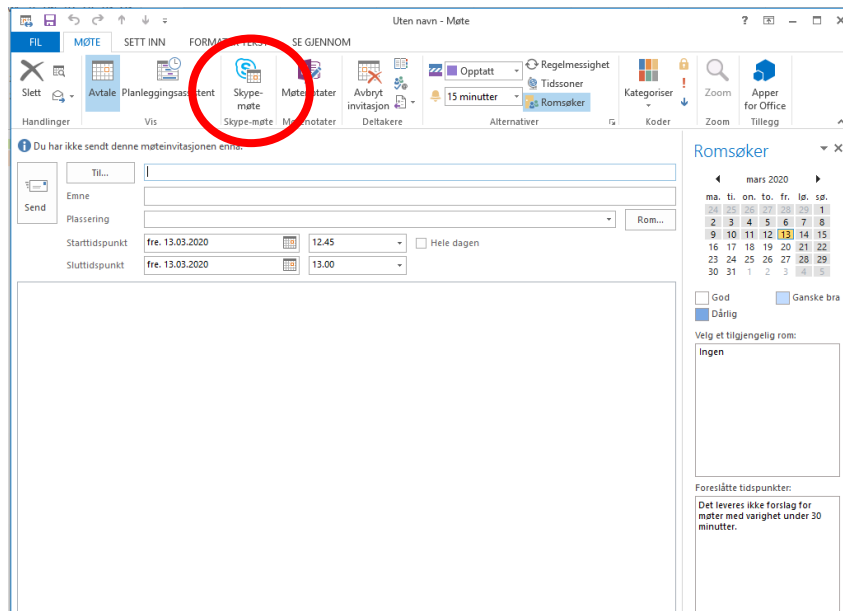 Uten navn - Møte
FIL MØTE SETT INN FORMATER TEKST SE GJENNOM
Slett
Avtale Planleggingsassistent
Skype-
møte
Møtenotater
Avbryt
invitasjon
Opptatt
15 minutter
Regelmessighet
Tidssoner
Romsøker
Kategoriser
Zoom
Apper
for Office
Handlinger Vis Skype-møte Møtenotater Deltakere Alternativer Koder Zoom Tillegg
Du har ikke sendt denne møteinvitasjonen ennå.
Send
Til...
Emne
Plassering Rom...
Starttidspunkt fre. 13.03.2020 12.45 Hele dagen
Sluttidspunkt fre. 13.03.2020 13.00
Romsøker
mars 2020
ma. ti. on. to. fr. lø. sø.
24 25 26 27 28 29 1
2 3 4 5 6 7 8
9 10 11 12 13 14 15
16 17 18 19 20 21 22
23 24 25 26 27 28 29
30 31 1 2 3 4 5
God Ganske bra
Dårlig
Velg et tilgjengelig rom:
Ingen
Foreslåtte tidspunkter:
Det leveres ikke forslag for
møter med varighet under 30
minutter.